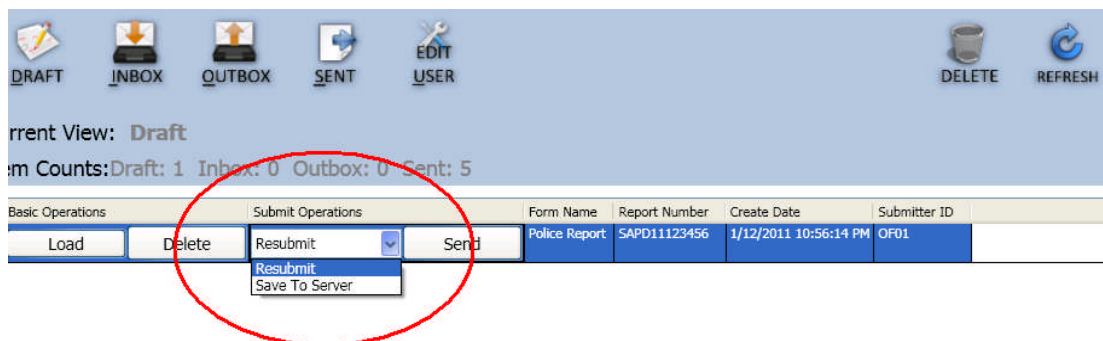 DRAFT INBOX OUTBOX SENT EDIT USER DELETE REFRESH
rrent View: Draft
em Counts:Draft: 1 Inbox: 0 Outbox: 0 Sent: 5
Basic Operations Submit Operations Form Name Report Number Create Date Submitter ID
Load Delete Resubmit Send Police Report SAPD11123456 1/12/2011 10:56:14 PM OF01
Resubmit
Save To Server